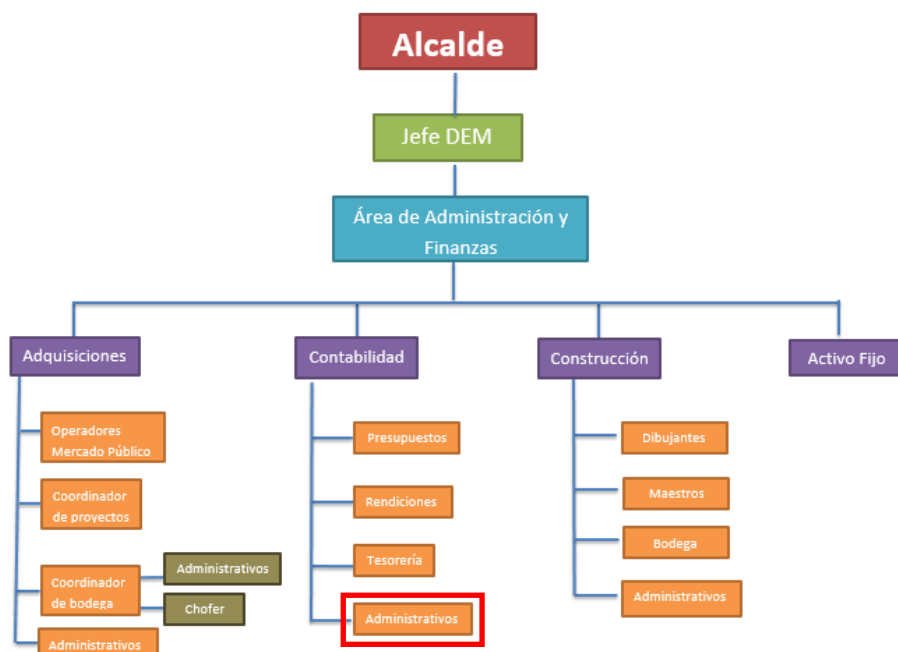 Alcalde
Jefe DEM
Área de Administración y
Finanzas
Adquisiciones
Contabilidad
Construcción
Activo Fijo
Operadores
Mercado Público
Coordinador
de proyectos
Coordinador
de bodega
Administrativos
Chofer
Administrativos
Presupuestos
Rendiciones
Tesorería
Administrativos
Dibujantes
Maestros
Bodega
Administrativos